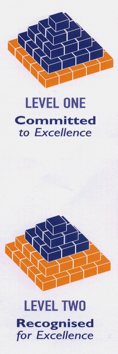 LEVEL ONE
Committed
to Excellence
LEVEL TWO
Recognised
for Excellence